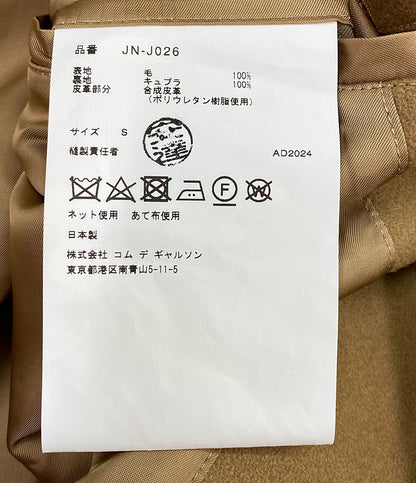 品番 JN-J026
表地 毛 100%
裏地 キュプラ 100%
皮革部分 合成皮革
(ポリウレタン樹脂使用)
サイズ S
縫製責任者 AD2024
F W
ネット使用 あて布使用
日本製
株式会社 コム デ ギャルソン
東京都港区南青山5-11-5